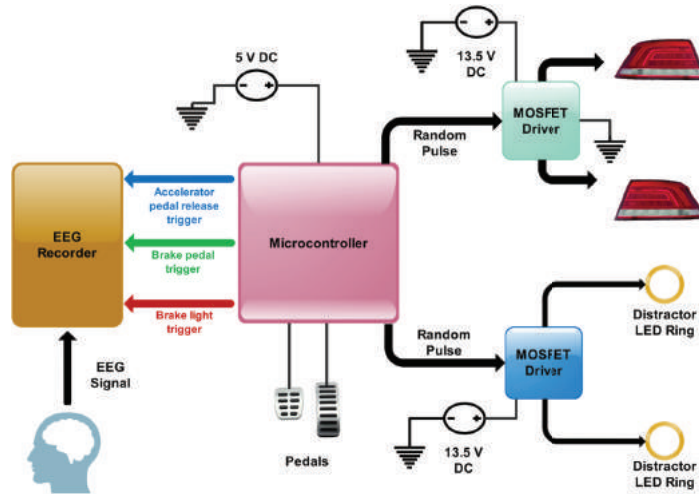 5 V DC
13.5 V
DC
MOSFET
Driver
Random
Pulse
EEG
Recorder
Accelerator
pedal release
trigger
Brake pedal
trigger
Brake light
trigger
Microcontroller
EEG
Signal
Pedals
Random
Pulse
MOSFET
Driver
13.5 V
DC
Distractor
LED Ring
Distractor
LED Ring